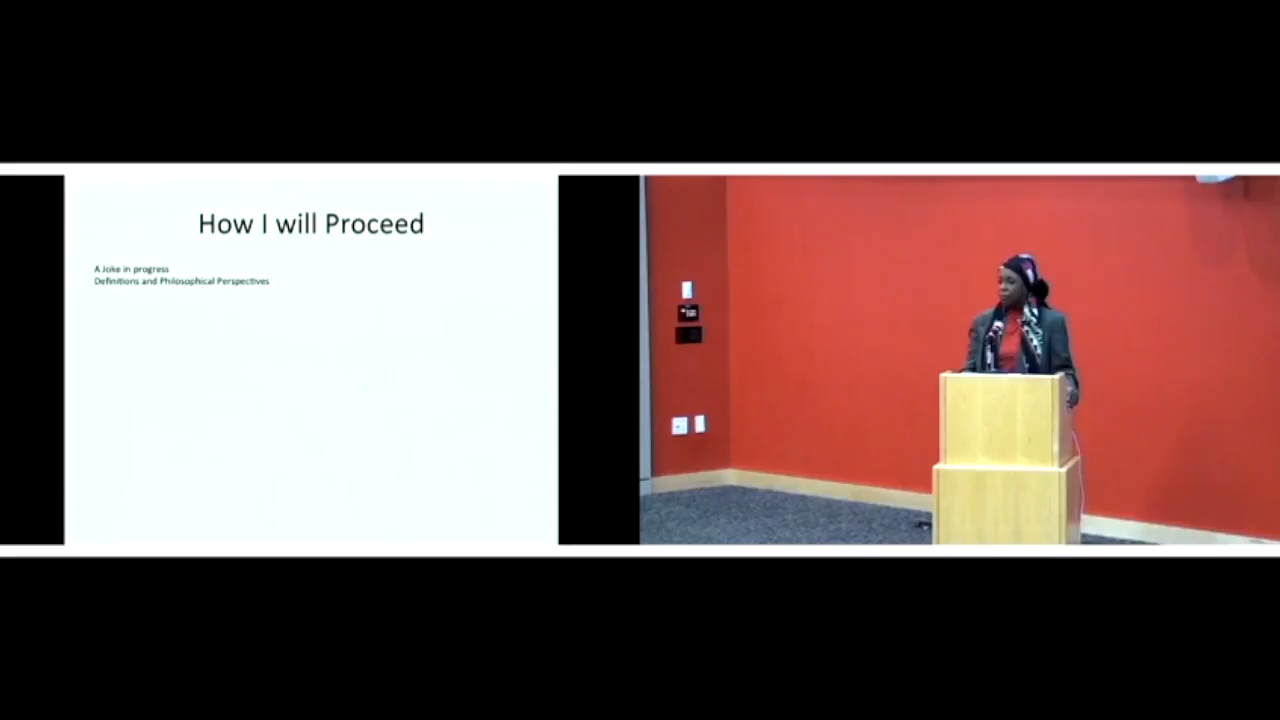 How I will Proceed
A Joke in progress
Definitions and Philosophical Perspectives